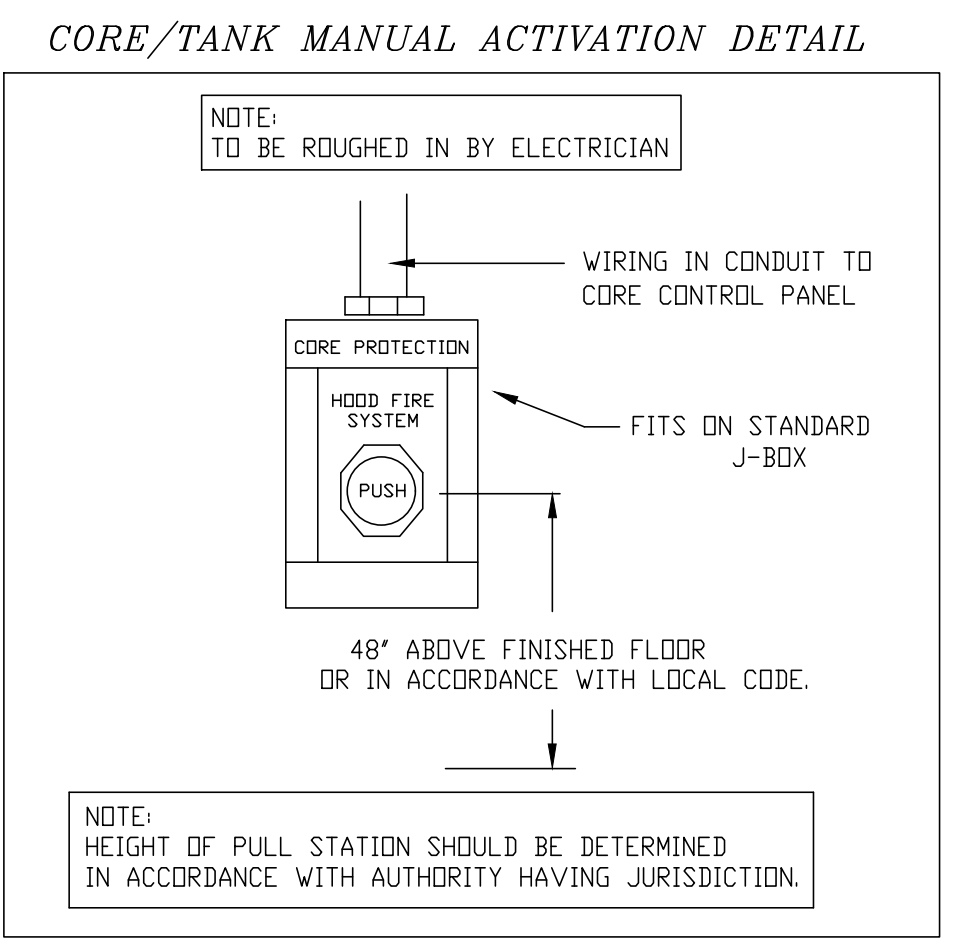 CORE/TANK MANUAL ACTIVATION DETAIL
NOTE:
TO BE ROUGHED IN BY ELECTRICIAN
WIRING IN CONDUIT TO
CORE CONTROL PANEL
CORE PROTECTION
HOOD FIRE
SYSTEM
PUSH
FITS ON STANDARD
J-BOX
48" ABOVE FINISHED FLOOR
OR IN ACCORDANCE WITH LOCAL CODE.
NOTE:
HEIGHT OF PULL STATION SHOULD BE DETERMINED
IN ACCORDANCE WITH AUTHORITY HAVING JURISDICTION.